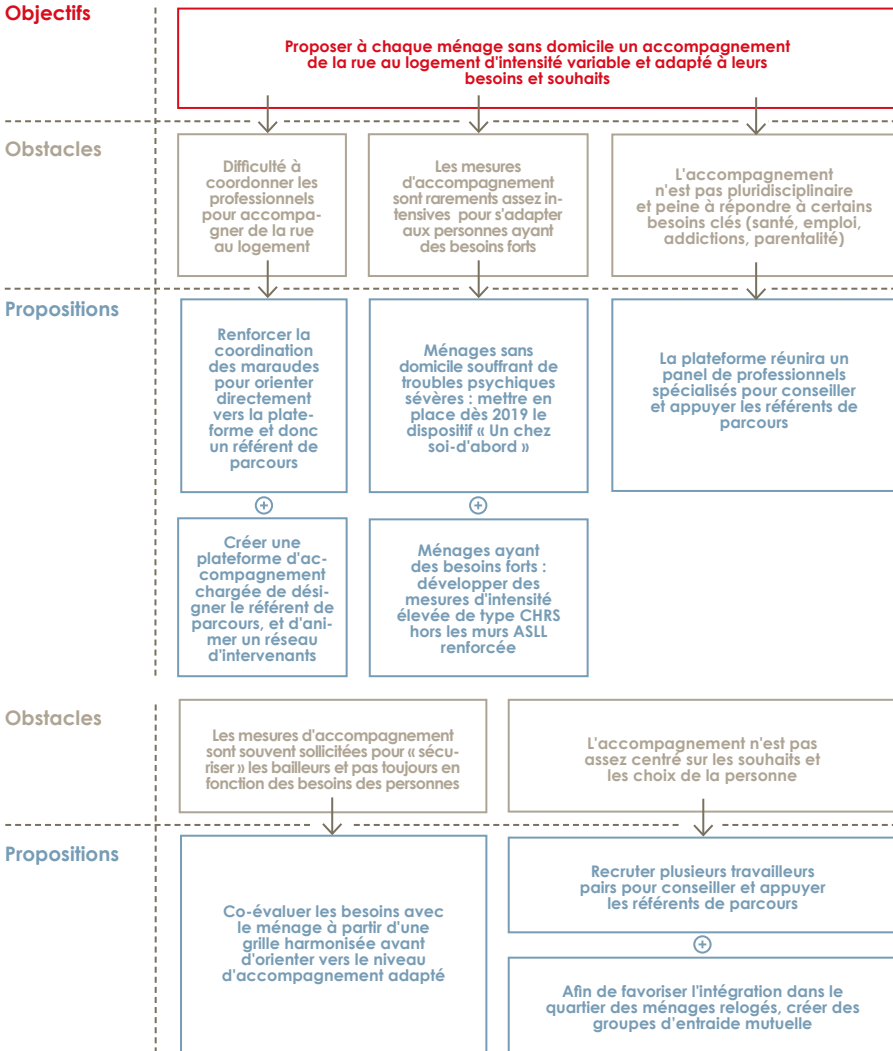 Objectifs
Proposer à chaque ménage sans domicile un accompagnement
de la rue au logement d'intensité variable et adapté à leurs
besoins et souhaits
Obstacles
Difficulté à
coordonner les
professionnels
pour accompa-
gner de la rue
au logement
Les mesures
d'accompagnement
sont rarements assez in-
tensives pour s'adapter
aux personnes ayant
des besoins forts
L'accompagnement
n'est pas pluridisciplinaire
et peine à répondre à certains
besoins clés (santé, emploi,
addictions, parentalité)
Propositions
Renforcer la
coordination
des maraudes
pour orienter
directement
vers la plate-
forme et donc
un référent de
parcours
Ménages sans
domicile souffrant de
troubles psychiques
sévères : mettre en
place dès 2019 le
dispositif « Un chez
soi-d'abord »
La plateforme réunira un
panel de professionnels
spécialisés pour conseiller
et appuyer les référents de
parcours
Créer une
plateforme d'ac-
compagnement
chargée de dési-
gner le référent de
parcours, et d'ani-
mer un réseau
d'intervenants
Ménages ayant
des besoins forts :
développer des
mesures d'intensité
élevée de type CHRS
hors les murs ASLL
renforcée
Obstacles
Les mesures d'accompagnement
sont souvent sollicitées pour « sécu-
riser » les bailleurs et pas toujours en
fonction des besoins des personnes
L'accompagnement n'est pas
assez centré sur les souhaits et
les choix de la personne
Propositions
Co-évaluer les besoins avec
le ménage à partir d'une
grille harmonisée avant
d'orienter vers le niveau
d'accompagnement adapté
Recruter plusieurs travailleurs
pairs pour conseiller et appuyer
les référents de parcours
Afin de favoriser l'intégration dans le
quartier des ménages relogés, créer des
groupes d'entraide mutuelle